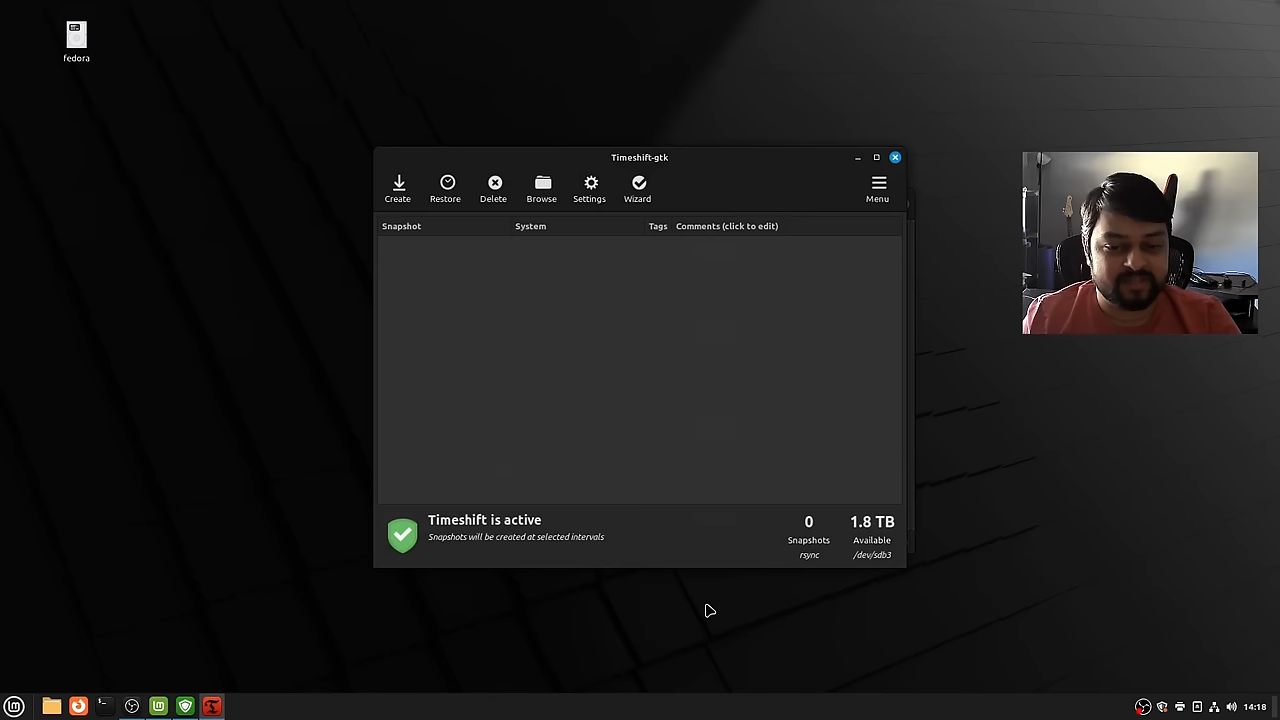 fedora
Timeshift-gtk
Create Restore Delete Browse Settings Wizard Menu
Snapshot System Tags Comments (click to edit)
Timeshift is active
Snapshots will be created at selected intervals
0
Snapshots
rsync
1.8 TB
Available
/dev/sdb3
14:18